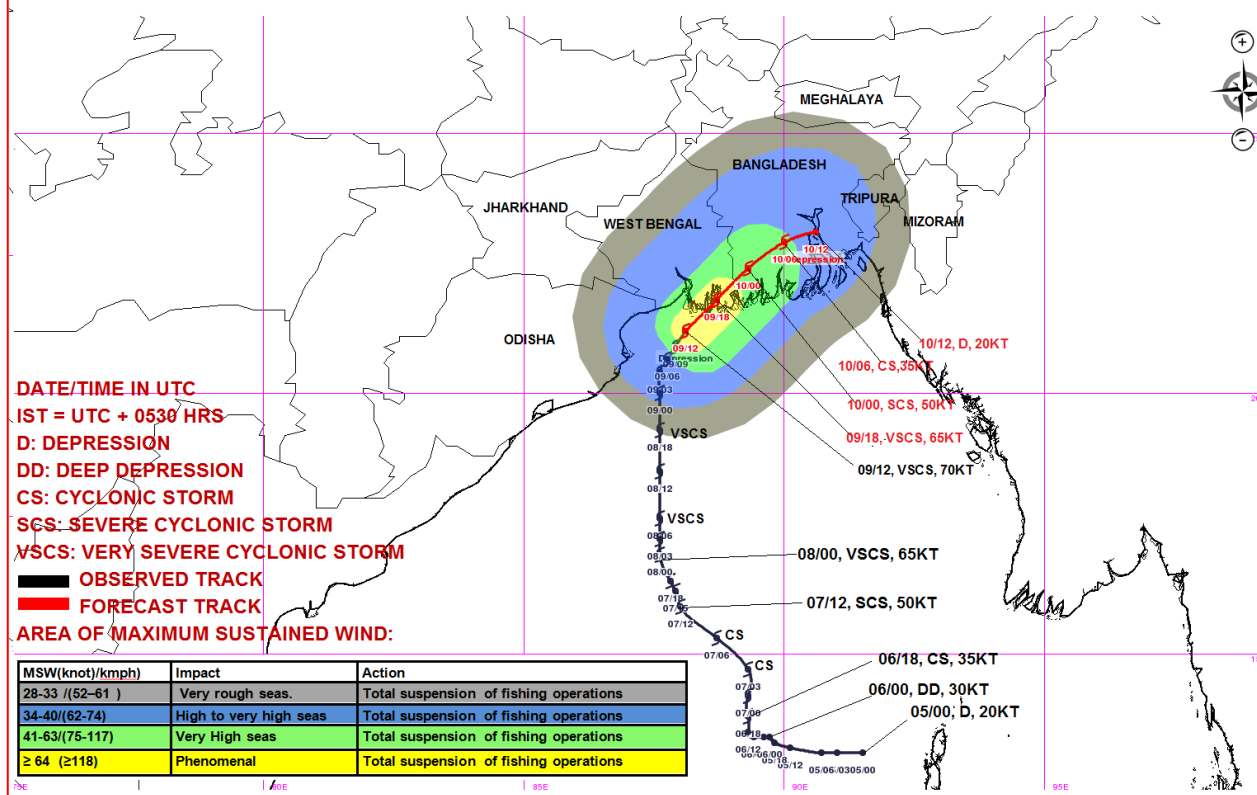 MEGHALAYA
BANGLADESH
JHARKHAND
TRIPURA
WEST BENGAL
MIZORAM
10/12
10/06
epression
10/00
09/18
ODISHA
09/12
10/12, D, 20KT
09/09
10/06, CS,35KT
09/06
DATE/TIME IN UTC
09/03
20
10/00, SCS, 50KT
09/00
IST = UTC + 0530 HRS
VSCS
09/18, VSCS, 65KT
D: DEPRESSION
08/18
09/12, VSCS, 70KT
DD: DEEP DEPRESSION
08/12
CS: CYCLONIC STORM
VSCS
SCS: SEVERE CYCLONIC STORM
08/06
VSCS: VERY SEVERE CYCLONIC STORM
08/03
08/00, VSCS, 65KT
08/00
OBSERVED TRACK
07/18
FORECAST TRACK
07/12, SCS, 50KT
07/12
AREA OF MAXIMUM SUSTAINED WIND:
CS
07/06
06/18, CS, 35KT
CS
MSW(knot)/kmph) Impact Action
07/03
06/00, DD, 30KT
28-33 /(52–61 ) Very rough seas. Total suspension of fishing operations
05/00, D, 20KT
34-40/(62-74) High to very high seas Total suspension of fishing operations
07/00
41-63/(75-117) Very High seas Total suspension of fishing operations
06/18
06/12
≥ 64 (≥118) Phenomenal Total suspension of fishing operations
05/18
05/12
05/06/0305/00
80E
85E
90E
95E